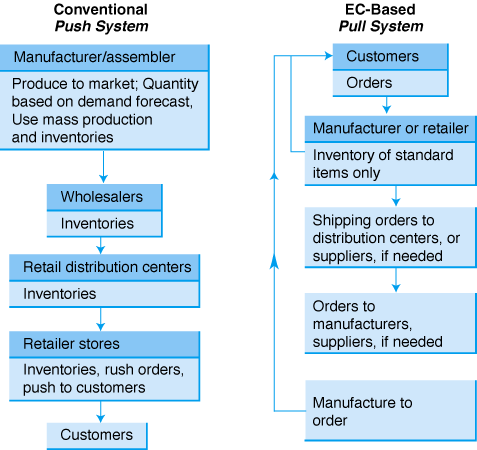 Conventional
Push System
Manufacturer/assembler
Produce to market; Quantity
based on demand forecast,
Use mass production
and inventories
Wholesalers
Inventories
Retail distribution centers
Inventories
Retailer stores
Inventories, rush orders,
push to customers
Customers
EC-Based
Pull System
Customers
Orders
Manufacturer or retailer
Inventory of standard
items only
Shipping orders to
distribution centers, or
suppliers, if needed
Orders to
manufacturers,
suppliers, if needed
Manufacture to
order